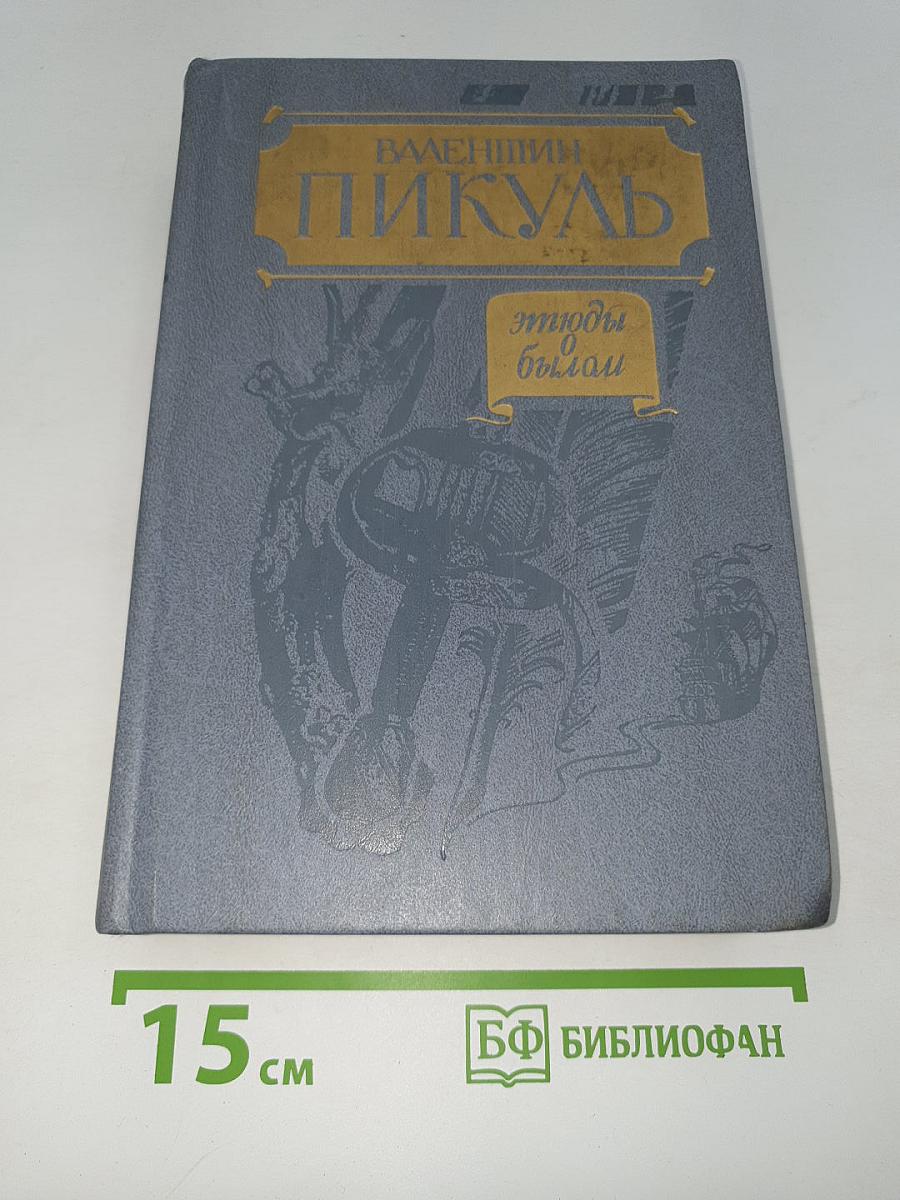 ВАЛЕНТИН
ПИКУЛЬ
этюды
о
былом
15 см
БФ БИБЛИОФАН